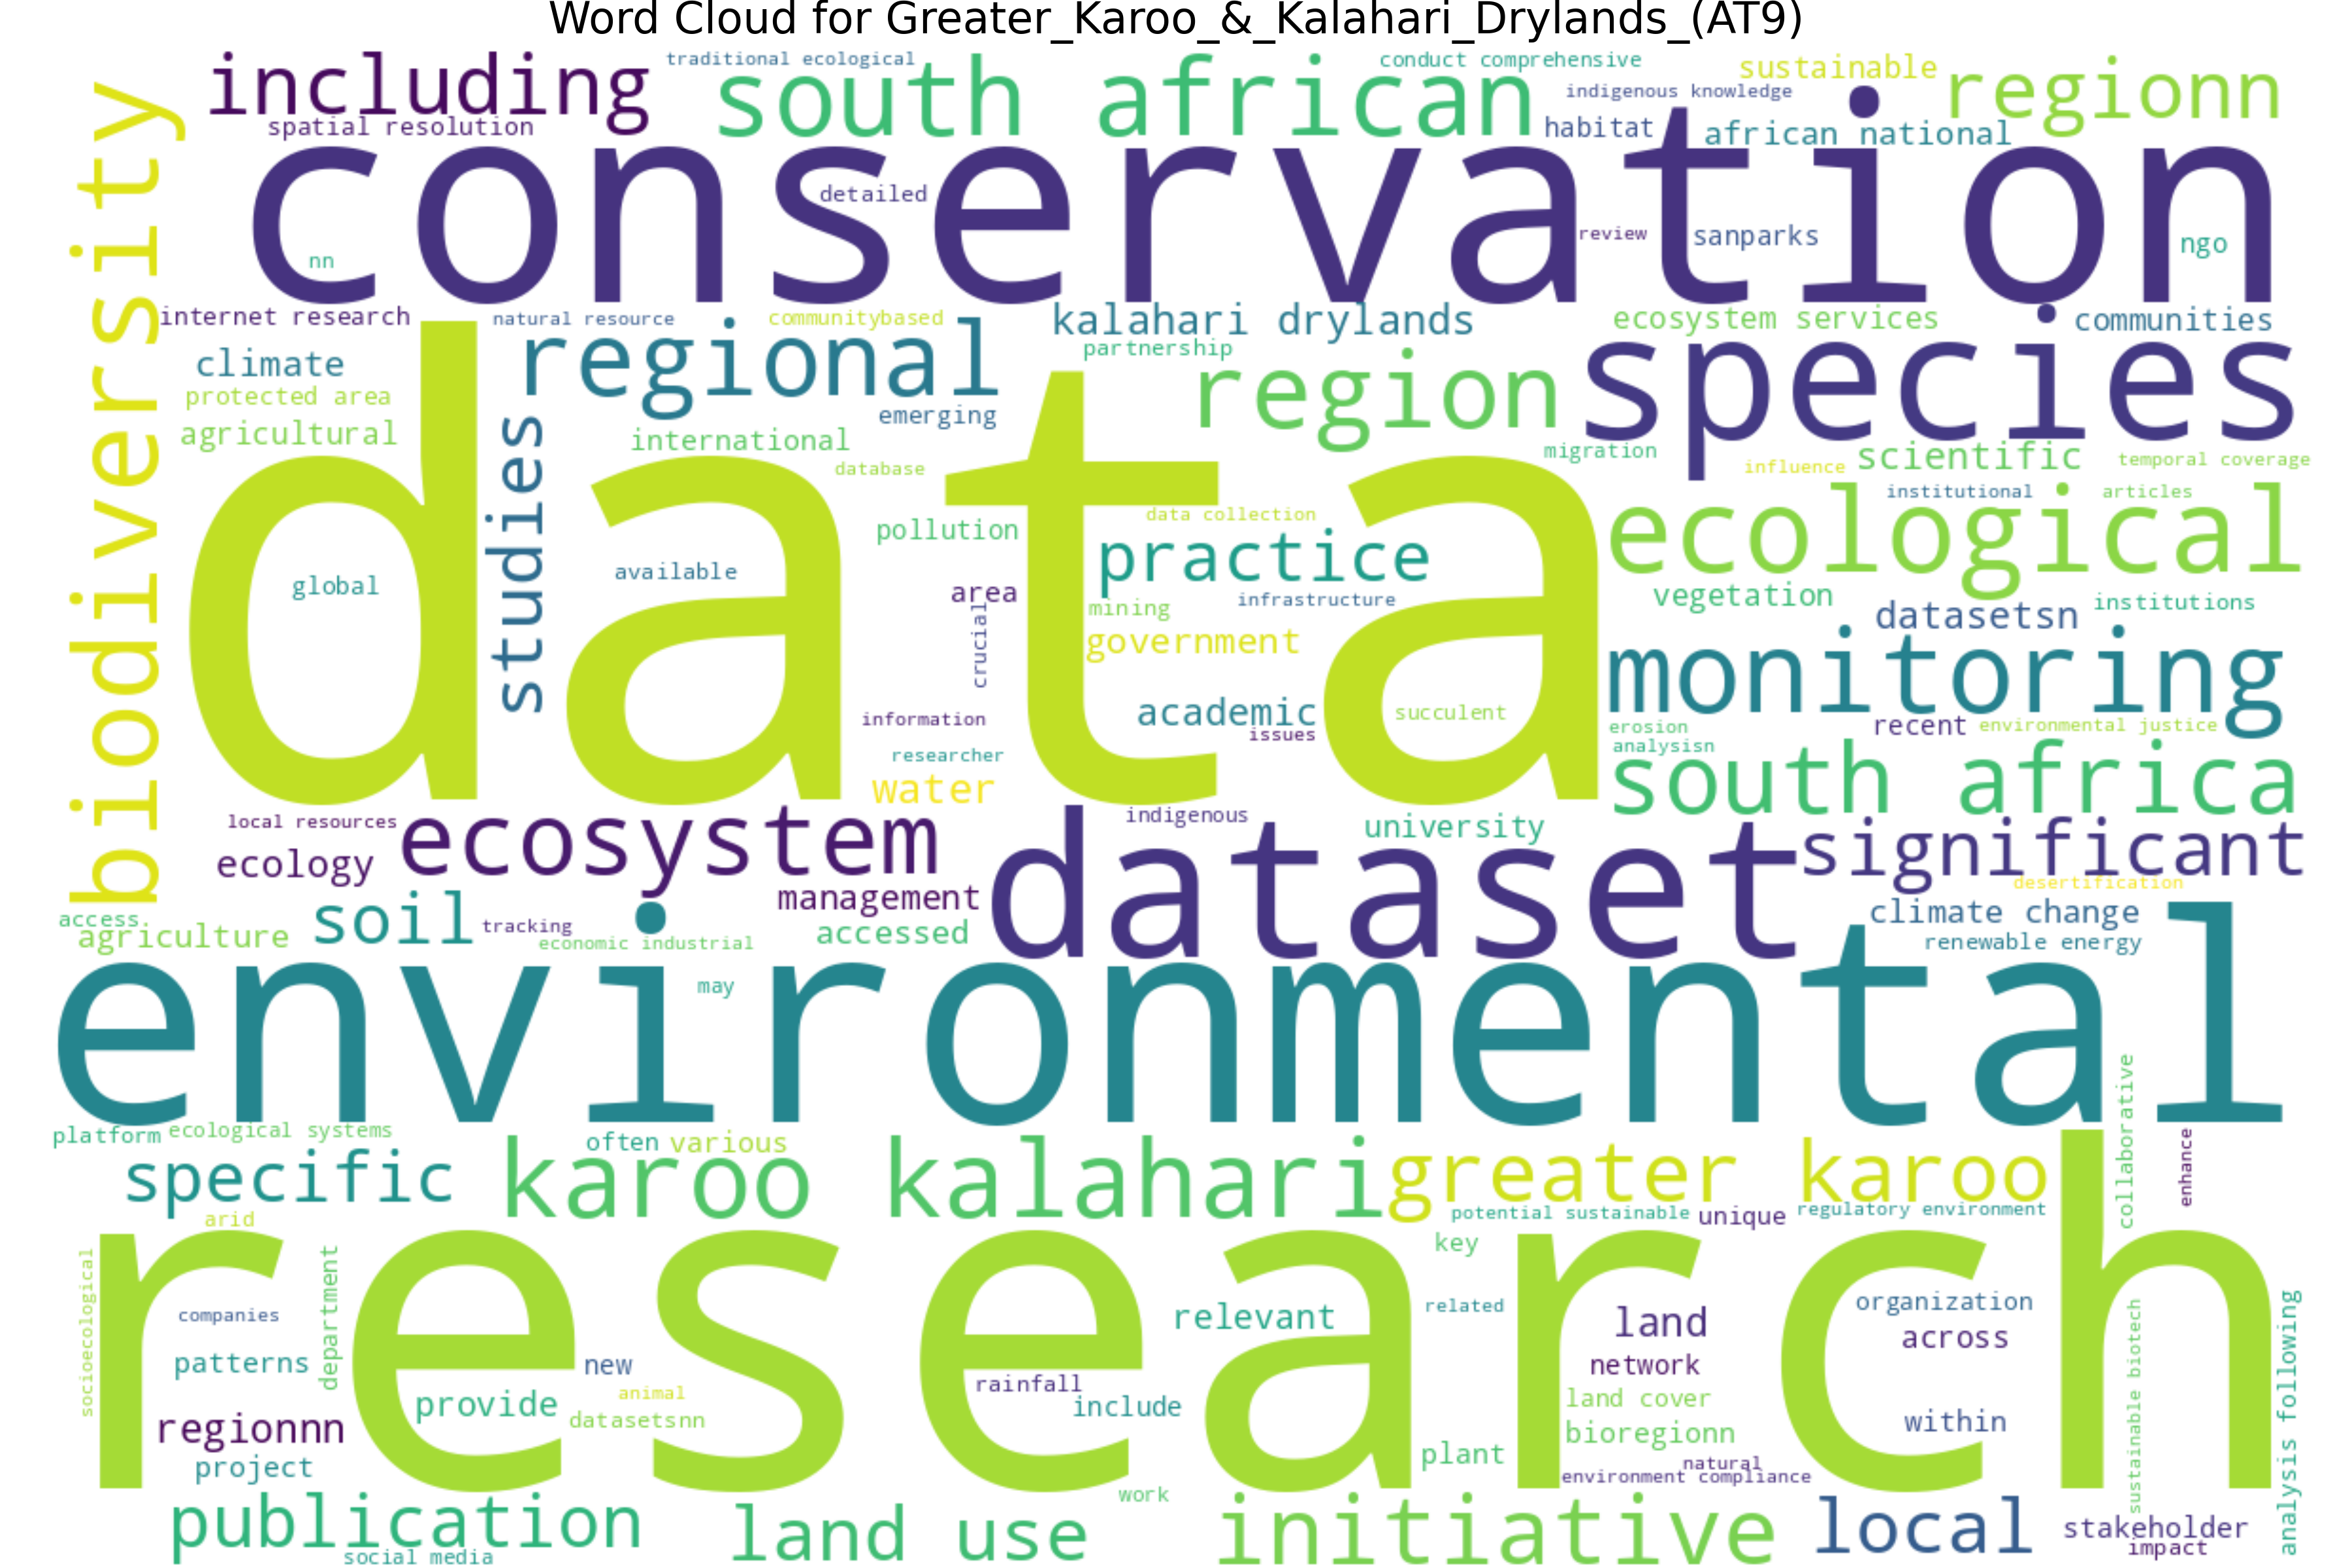 Word Cloud for Greater_Karoo_&_Kalahari_Drylands_(AT9)
including
traditional ecological
south african
conduct comprehensive
sustainable
regionn
spatial resolution
indigenous knowledge
habitat
african national
biodiversity
conservation
detailed
review
sanparks
ngo
nn
internet research
natural resource
communitybased
kalahari drylands
ecosystem services
communities
climate
regional
partnership
region
species
protected area
agricultural
emerging
international
database
migration
influence
scientific
temporal coverage
data
studies
global
available
pollution
data collection
practice
institutional
articles
ecological
area
crucial
mining
infrastructure
government
vegetation
datasetsn
institutions
monitoring
information
academic
issues
succulent
researcher
water
erosion
recent
environmental justice
analysisn
south africa
local resources
ecosystem
ecology
indigenous
university
dataset
significant
desertification
management
access
agriculture
soil
tracking
economic industrial
accessed
climate change
renewable energy
environmental
may
platform
ecological systems
often
various
specific
karoo kalahari
greater karoo
collaborative
enhance
arid
potential sustainable
unique
regulatory environment
research
key
socioecological
companies
department
patterns
new
relevant
related
land
organization
across
network
provide
animal
datasetsnn
rainfall
include
land cover
bioregionn
within
sustainable biotech
analysis following
regionnn
project
plant
natural
environment compliance
work
publication
social media
land use
initiative
local
stakeholder
impact